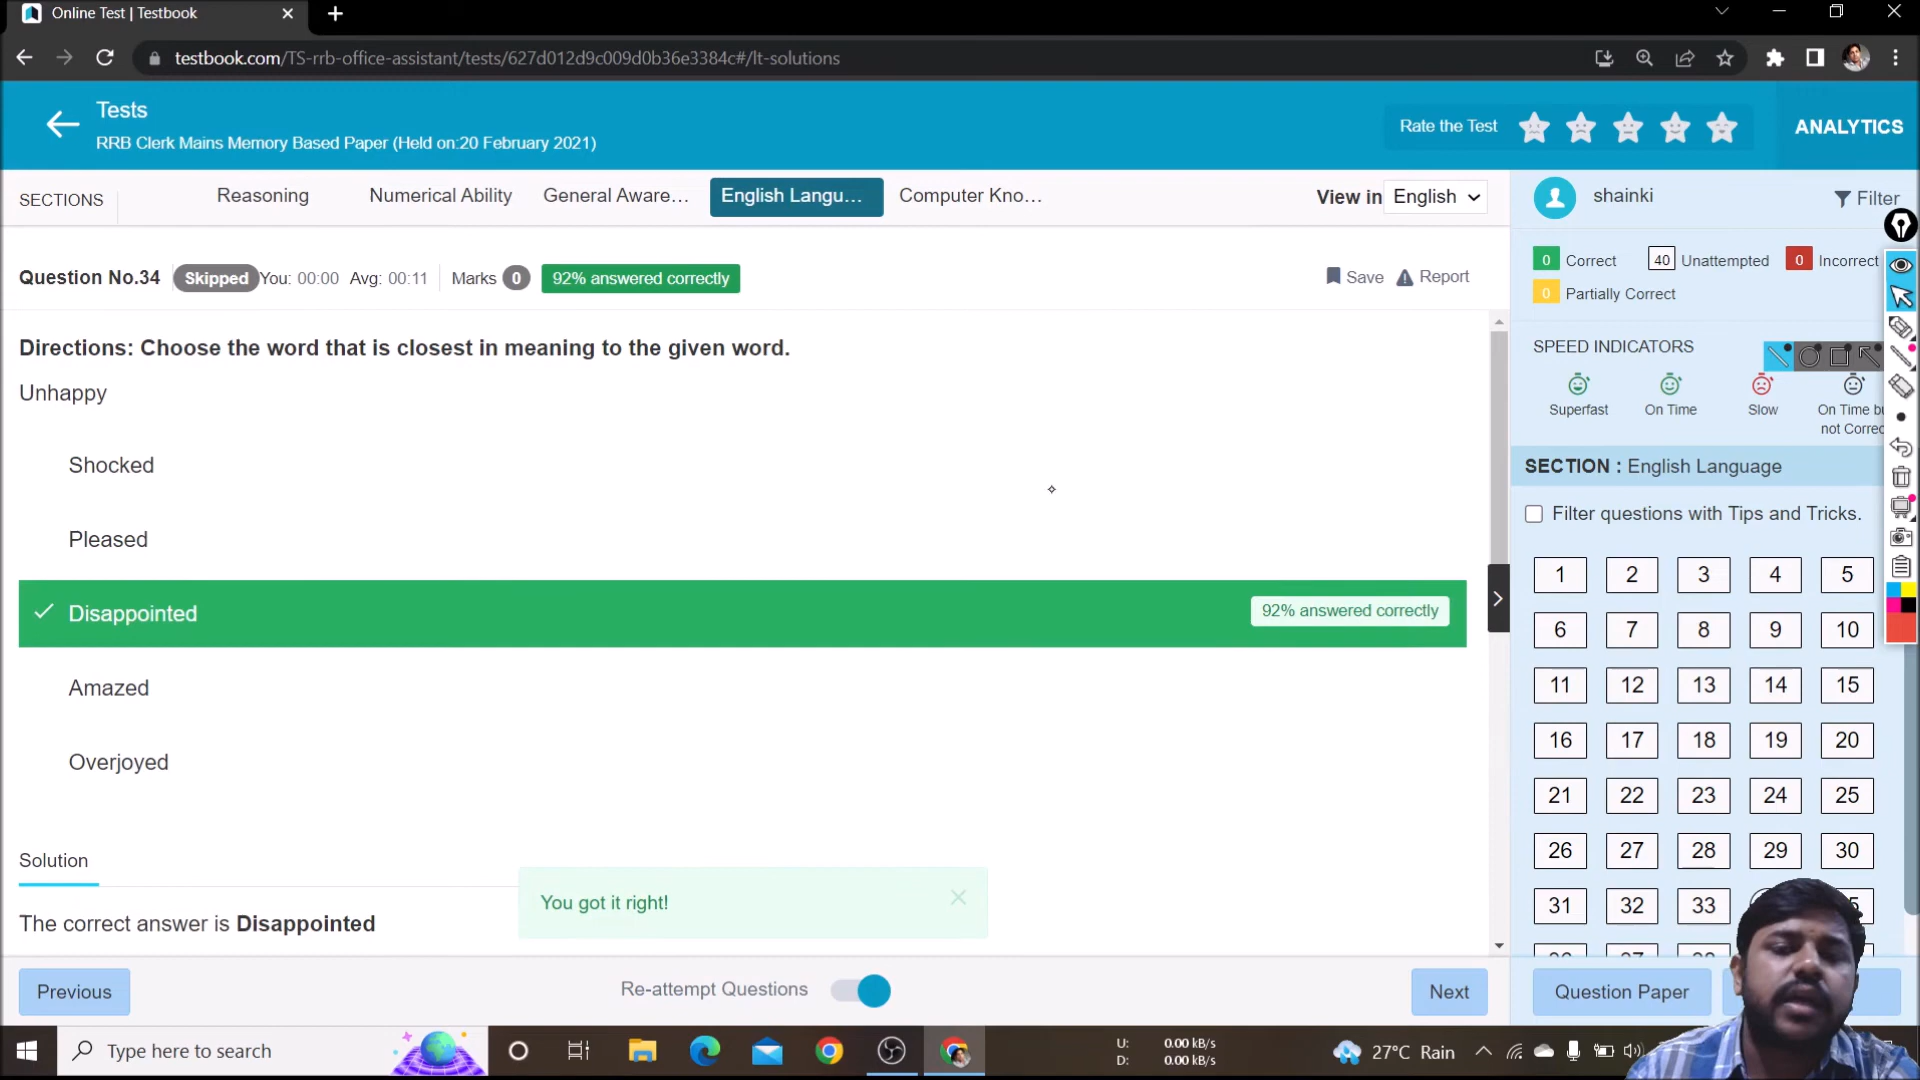 Online Test | Testbook
testbook.com/TS-rrb-office-assistant/tests/627d012d9c009d0b36e3384c#/lt-solutions
Tests
RRB Clerk Mains Memory Based Paper (Held on:20 February 2021)
Rate the Test
ANALYTICS
SECTIONS
Reasoning
Numerical Ability
General Aware...
English Langu...
Computer Kno...
View in English
shainki
Filter
Question No.34 Skipped You: 00:00 Avg: 00:11 Marks 0 92% answered correctly
Save Report
0 Correct 40 Unattempted 0 Incorrect
0 Partially Correct
Directions: Choose the word that is closest in meaning to the given word.
Unhappy
Shocked
Pleased
Disappointed
92% answered correctly
Amazed
Overjoyed
Solution
The correct answer is Disappointed
You got it right!
SPEED INDICATORS
Superfast On Time Slow On Time bu
not Correc
SECTION : English Language
Filter questions with Tips and Tricks.
1 2 3 4 5
6 7 8 9 10
11 12 13 14 15
16 17 18 19 20
21 22 23 24 25
26 27 28 29 30
31 32 33
Previous
Re-attempt Questions
Next
Question Paper
Type here to search
U: 0.00 kB/s
D: 0.00 kB/s
27°C Rain